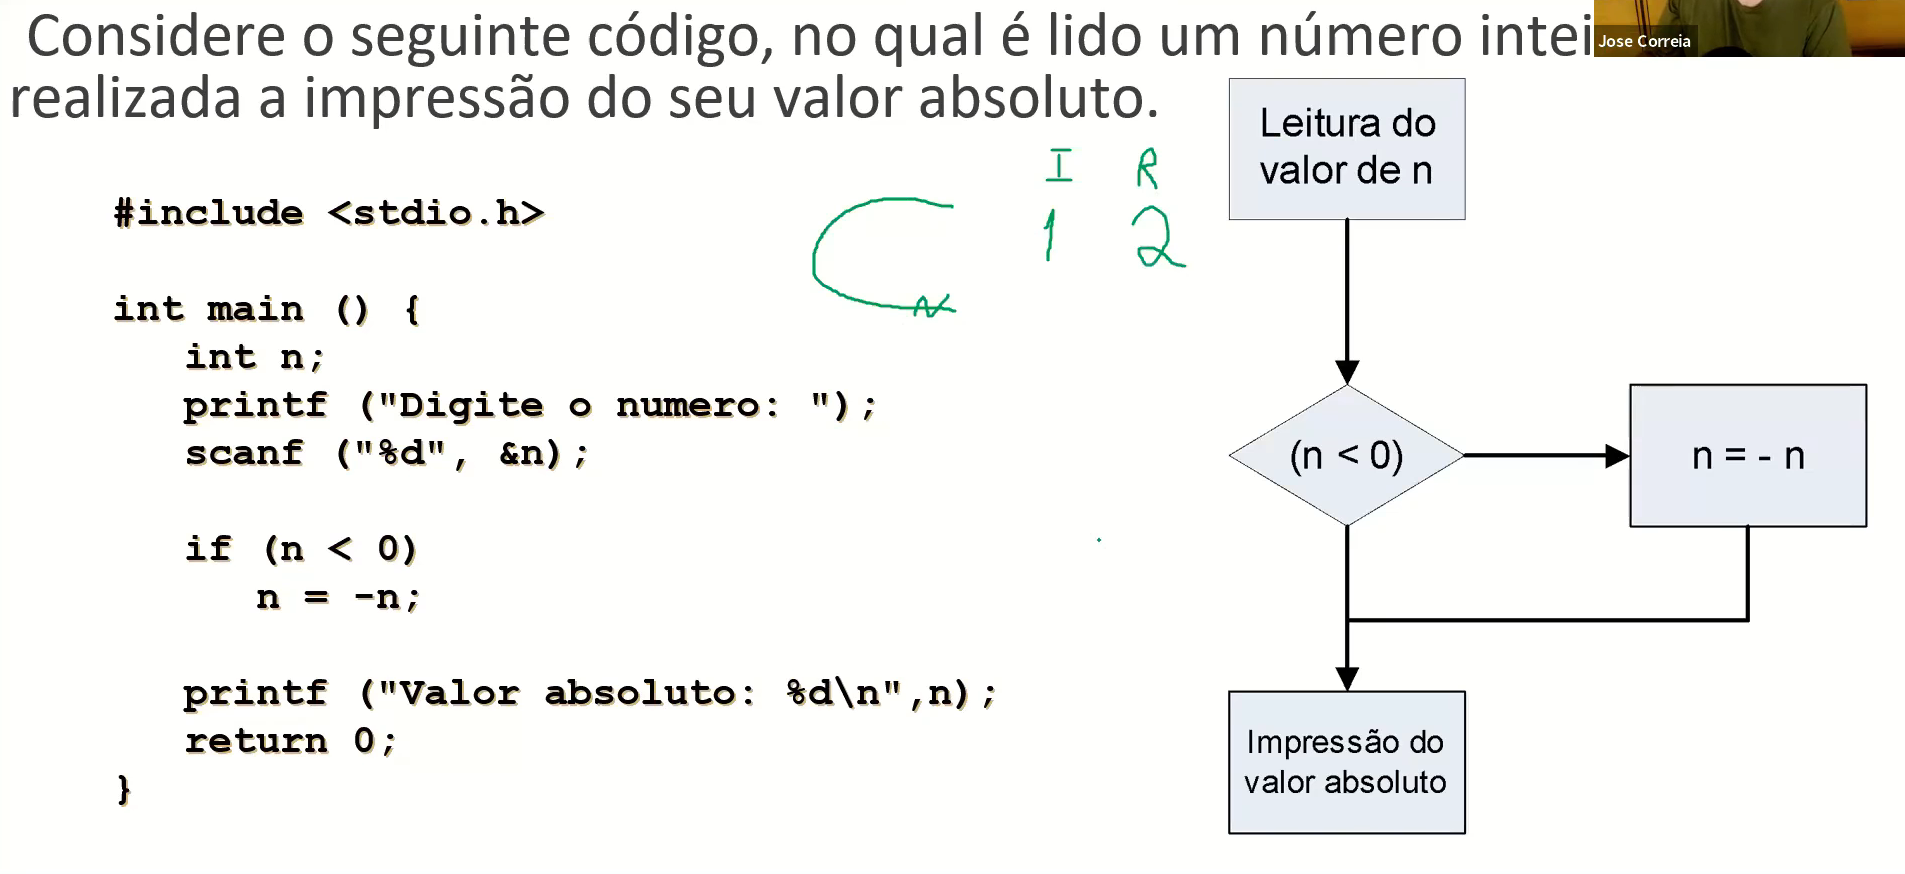 Considere o seguinte código, no qual é lido um número intei
Jose Correia
realizada a impressão do seu valor absoluto.
I R
1 2
#include <stdio.h>
int main () {
int n;
printf ("Digite o numero: ");
scanf ("%d", &n);
if (n < 0)
n = -n;
printf ("Valor absoluto: %d\n",n);
return 0;
}
Leitura do
valor de n
(n < 0)
n = - n
Impressão do
valor absoluto